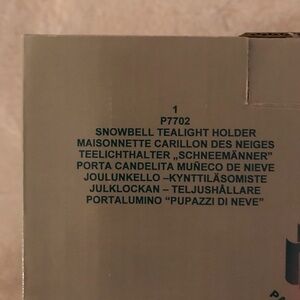 1
P7702
SNOWBELL TEALIGHT HOLDER
MAISONNETTE CARILLON DES NEIGES
TEELICHTHALTER „SCHNEEMÄNNER"
PORTA CANDELITA MUÑECO DE NIEVE
JOULUNKELLO –KYNTTILÄSOMISTE
JULKLOCKAN – TELJUSHÅLLARE
PORTALUMINO "PUPAZZI DI NEVE"